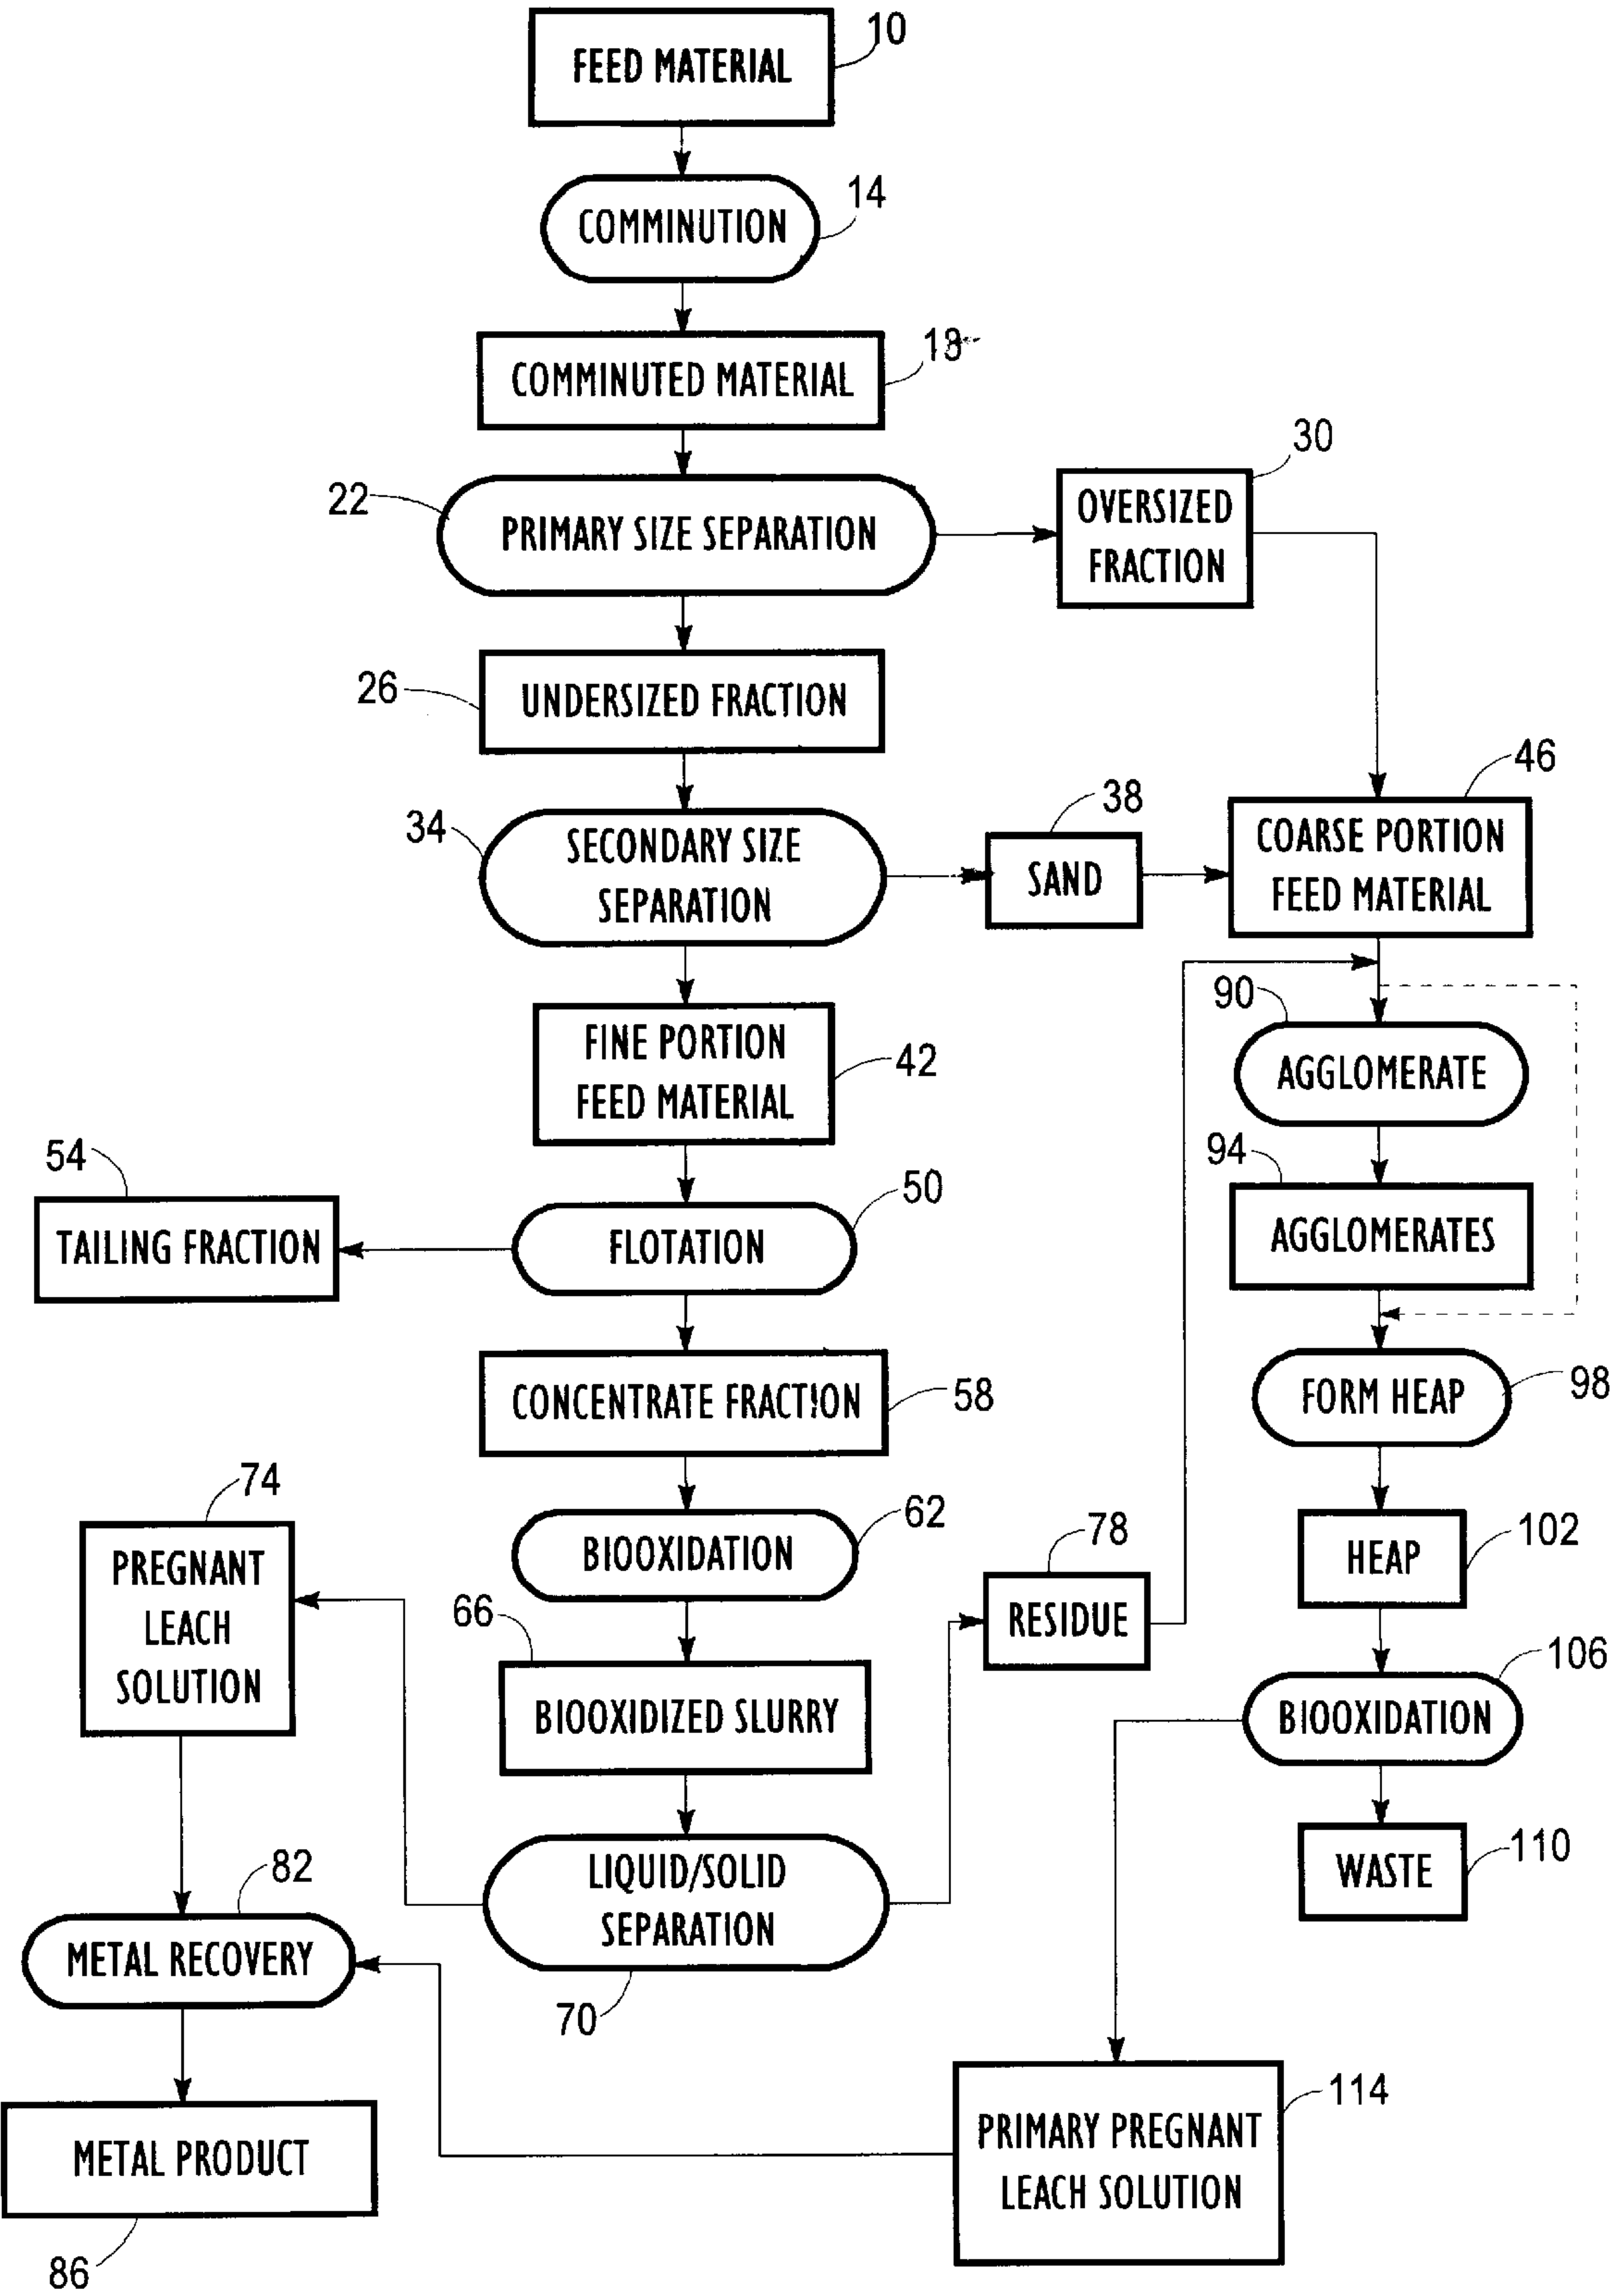 FEED MATERIAL
10
COMMINUTION
14
COMMINUTED MATERIAL
18
PRIMARY SIZE SEPARATION
22
OVERSIZED
FRACTION
30
UNDERSIZED FRACTION
26
SECONDARY SIZE
SEPARATION
34
SAND
38
COARSE PORTION
FEED MATERIAL
46
FINE PORTION
FEED MATERIAL
42
90
AGGLOMERATE
54
TAILING FRACTION
50
FLOTATION
94
AGGLOMERATES
CONCENTRATE FRACTION
58
FORM HEAP
98
74
PREGNANT
LEACH
SOLUTION
BIOOXIDATION
62
78
RESIDUE
HEAP
102
66
BIOOXIDIZED SLURRY
BIOOXIDATION
106
LIQUID/SOLID
SEPARATION
70
WASTE
110
82
METAL RECOVERY
METAL PRODUCT
86
PRIMARY PREGNANT
LEACH SOLUTION
114